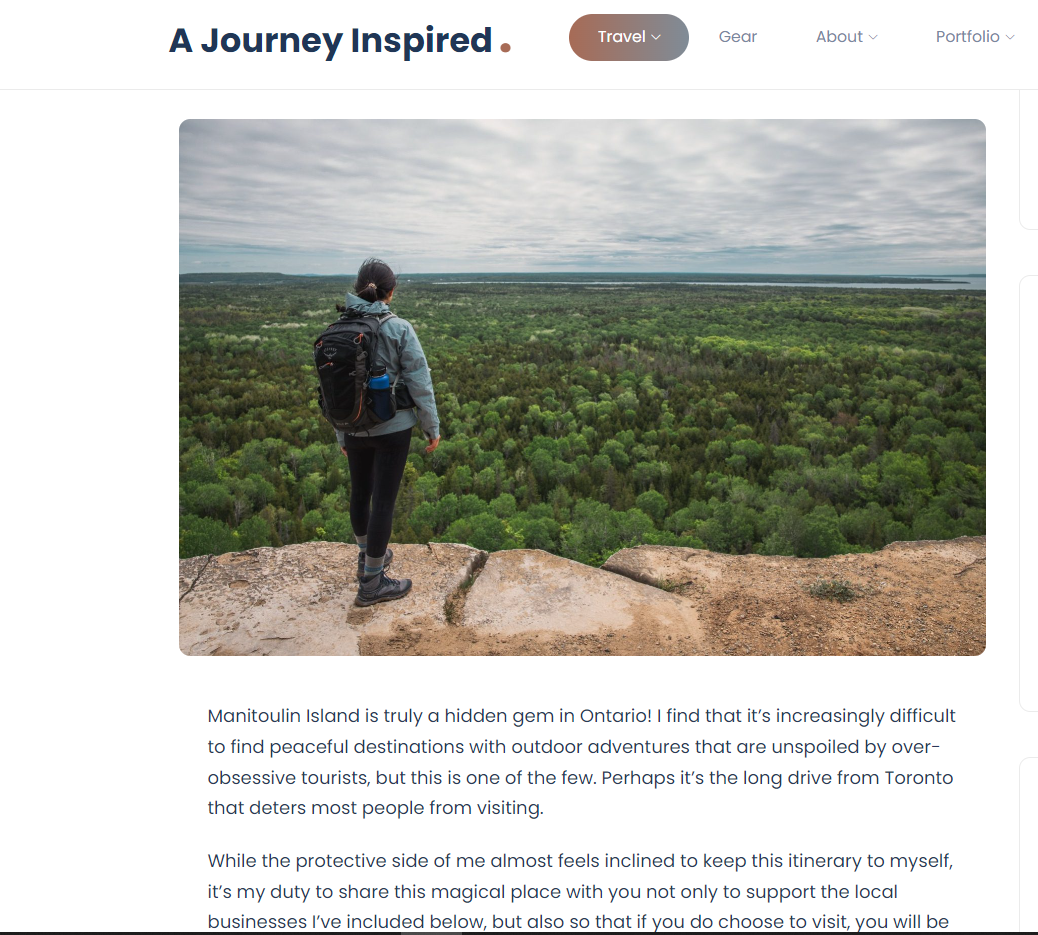 A Journey Inspired.
Travel
Gear
About
Portfolio
Manitoulin Island is truly a hidden gem in Ontario! I find that it’s increasingly difficult
to find peaceful destinations with outdoor adventures that are unspoiled by over-
obsessive tourists, but this is one of the few. Perhaps it’s the long drive from Toronto
that deters most people from visiting.
While the protective side of me almost feels inclined to keep this itinerary to myself,
it’s my duty to share this magical place with you not only to support the local
businesses I’ve included below, but also so that if you do choose to visit, you will be